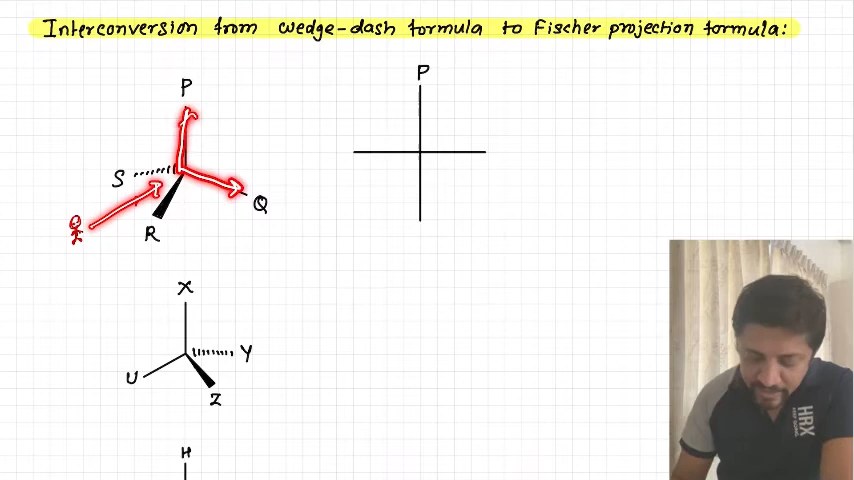 Interconversion from wedge-dash formula to Fischer projection formula:
P
P
S
Q
R
X
Y
U
Z
H
HRX